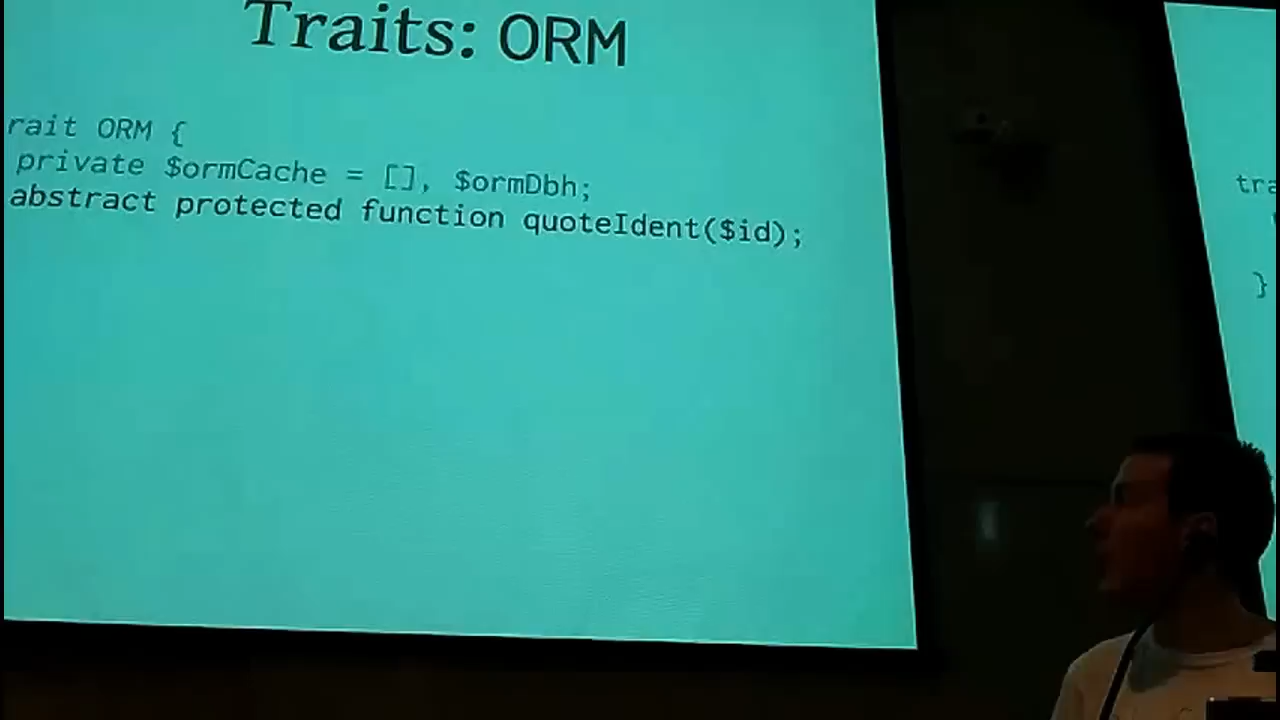 Traits: ORM
rait ORM {
private $ormCache = [], $ormDbh;
abstract protected function quoteIdent($id);
tra
}